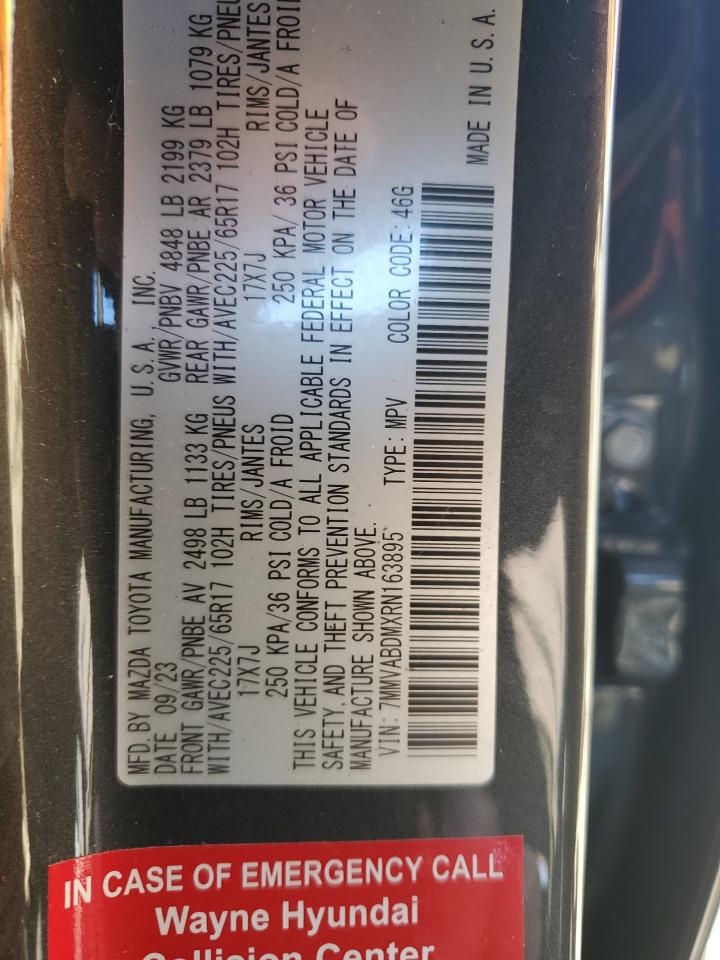 MFD.BY MAZDA TOYOTA MANUFACTURING, U.S.A., INC.
DATE 09/23 GVWR/PNBV 4848 LB 2199 KG
FRONT GAWR/PNBE AV 2498 LB 1133 KG REAR GAWR/PNBE AR 2379 LB 1079 KG
WITH/AVEC225/65R17 102H TIRES/PNEUS WITH/AVEC225/65R17 102H TIRES/PNEU
17X7J RIMS/JANTES 17X7J RIMS/JANTES
250 KPA/36 PSI COLD/A FROID 250 KPA/ 36 PSI COLD/A FROID
THIS VEHICLE CONFORMS TO ALL APPLICABLE FEDERAL MOTOR VEHICLE
SAFETY,AND THEFT PREVENTION STANDARDS IN EFFECT ON THE DATE OF
MANUFACTURE SHOWN ABOVE.
VIN: 7MMVABDMXRN163895 TYPE: MPV COLOR CODE: 46G
MADE IN U.S.A.
IN CASE OF EMERGENCY CALL
Wayne Hyundai
Collision Center